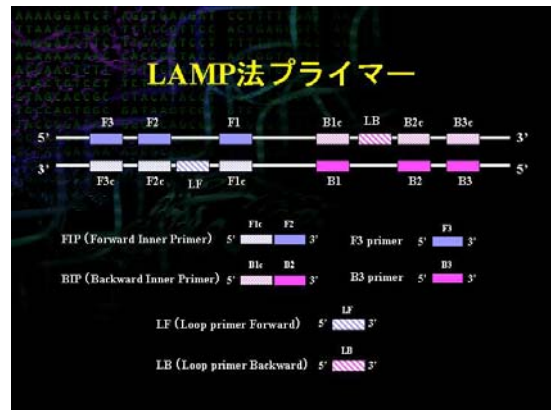 LAMP法プライマー
F3 F2 F1 B1c LB B2c B3c
5' 3'
3' 5'
F3c F2c LF F1c B1 B2 B3
F1c F2
FIP (Forward Inner Primer) 5' 3'
F3
F3 primer 5' 3'
B1c B2
BIP (Backward Inner Primer) 5' 3'
B3
B3 primer 5' 3'
LF
LF (Loop primer Forward) 5' 3'
LB
LB (Loop primer Backward) 5' 3'